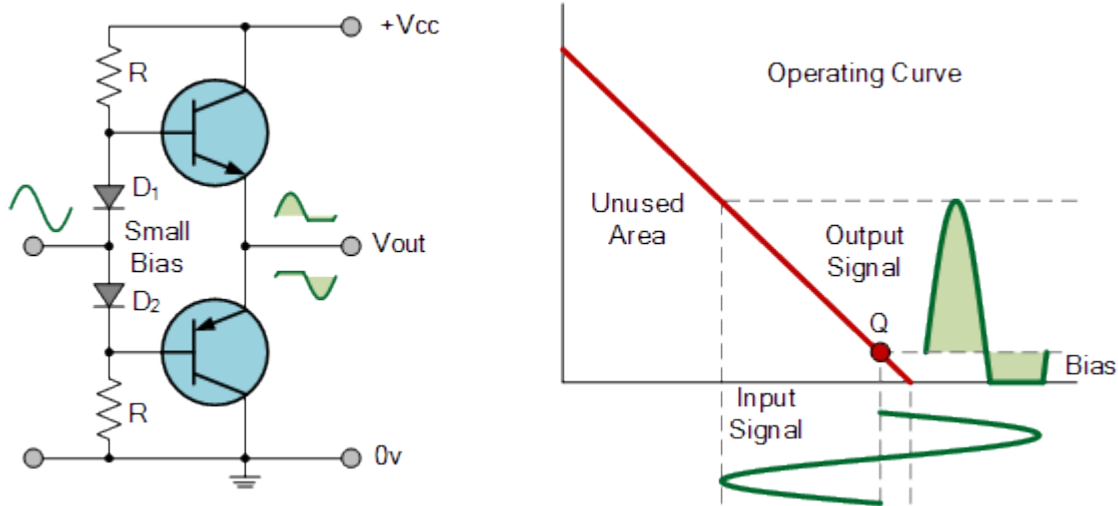 +Vcc
R
D1
Small
Bias
Vout
D2
R
0v
Operating Curve
Unused
Area
Output
Signal
Q
Bias
Input
Signal